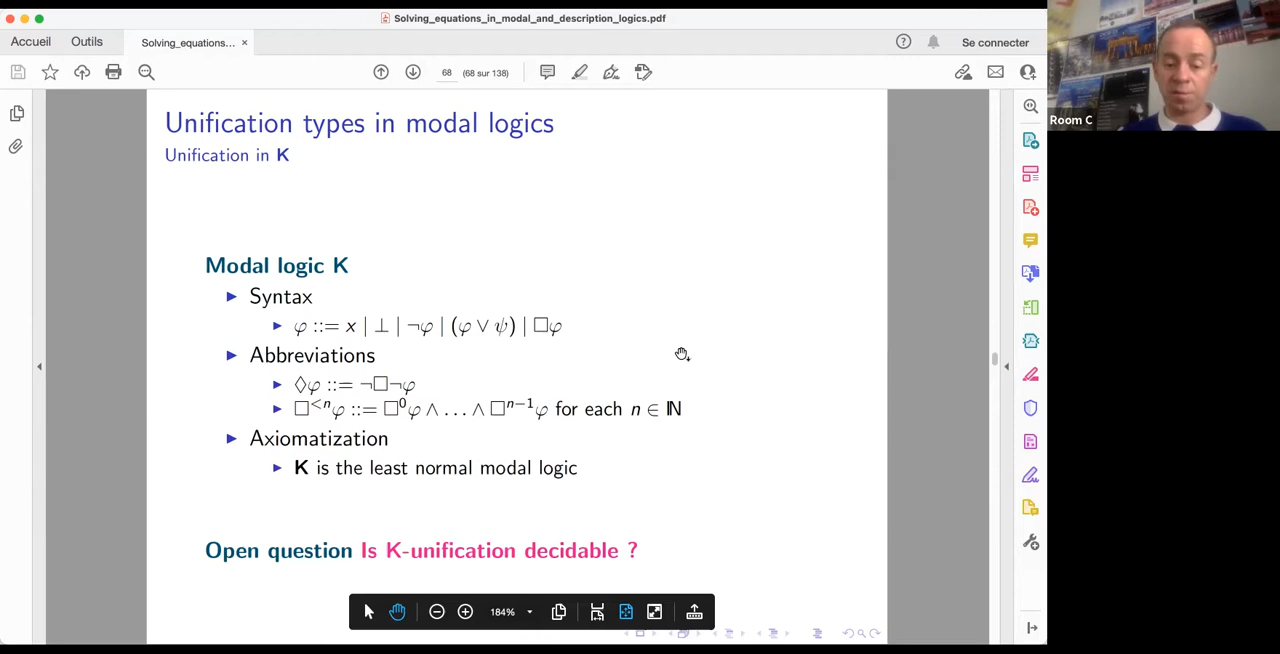 Solving_equations_in_modal_and_description_logics.pdf
Accueil Outils Solving_equations... × Se connecter
68 (68 sur 138)
Unification types in modal logics
Unification in K
Room C
Modal logic K
► Syntax
► φ ::= x | ⊥ | ¬φ | (φ ∨ ψ) | □φ
► Abbreviations
► ◊φ ::= ¬□¬φ
► □<ⁿφ ::= □⁰φ ∧ ... ∧ □ⁿ⁻¹φ for each n ∈ ℕ
► Axiomatization
► K is the least normal modal logic
Open question Is K-unification decidable ?
184%